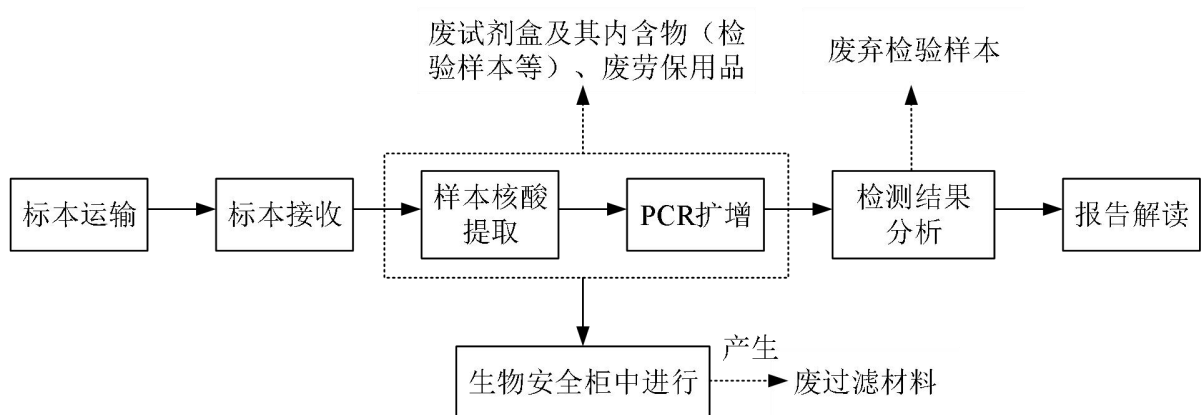 废试剂盒及其内含物（检
验样本等）、废劳保用品
废弃检验样本
标本运输
标本接收
样本核酸
提取
PCR扩增
检测结果
分析
报告解读
生物安全柜中进行
产生
废过滤材料